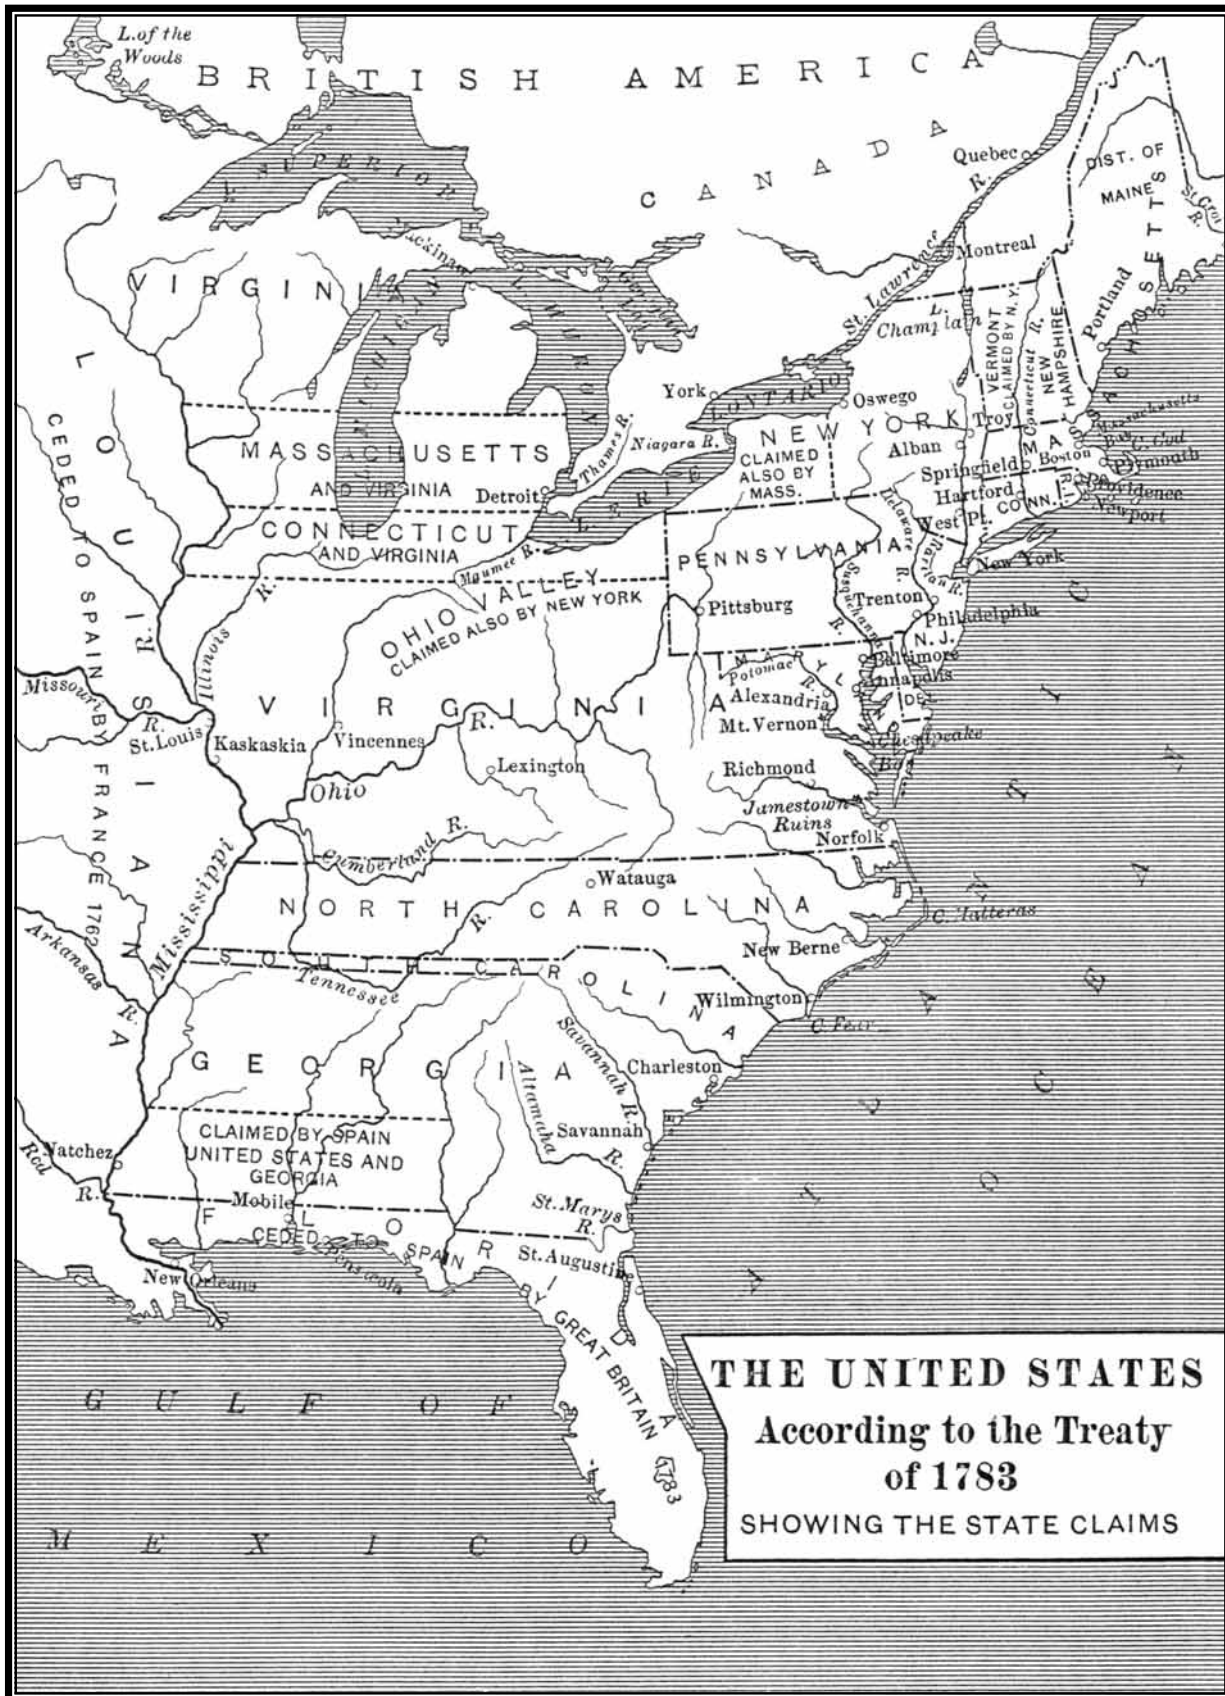 L. of the
Woods
BRITISH AMERICA
CANADA
L. SUPERIOR
Quebec
R.
DIST. OF
MAINE
St. Croi
R.
MASSACHUSETTS
Mackinaw
Montreal
St. Lawrence
VIRGINIA
L. MICHIGAN
L. HURON
Georgian
Bay
L.
Champlain
VERMONT
CLAIMED BY N.Y.
Connecticut R.
NEW
HAMPSHIRE
Portland
LOUISIANA
CEDED TO SPAIN BY FRANCE 1762
York
L. ONTARIO
Oswego
NEW YORK
Troy
Alban
CLAIMED
ALSO BY
MASS.
Niagara R.
Thames R.
MASSACHUSETTS
AND VIRGINIA
Detroit
L. ERIE
Springfield
Boston
Massachusetts
Bay
C. Cod
Plymouth
Hartford
CONN.
R.I.
Providence
Newport
West Pt.
CONNECTICUT
AND VIRGINIA
Maumee R.
PENNSYLVANIA
Delaware R.
Raritan R.
New York
Susquehanna
R.
Trenton
Philadelphia
Pittsburg
OHIO VALLEY
CLAIMED ALSO BY NEW YORK
Illinois R.
N. J.
MARYLAND
Potomac R.
Baltimore
Annapolis
DEL.
Missouri
R.
St. Louis
VIRGINIA
Alexandria
Mt. Vernon
Chesapeake
Bay
Kaskaskia
Vincennes
R.
Lexington
Ohio
Richmond
Jamestown
Ruins
Norfolk
Cumberland R.
Mississippi
Watauga
NORTH CAROLINA
R.
C. Hatteras
New Berne
Arkansas
R.
SOUTH CAROLINA
Tennessee
Wilmington
C. Fear
ATLANTIC
OCEAN
GEORGIA
Savannah R.
Altamaha
R.
Charleston
Savannah
CLAIMED BY SPAIN
UNITED STATES AND
GEORGIA
Natchez
Red
R.
Mobile
FLORIDA
CEDED TO SPAIN BY GREAT BRITAIN 1783
Pensacola
St. Marys
R.
St. Augustin
New Orleans
GULF OF
MEXICO
THE UNITED STATES
According to the Treaty
of 1783
SHOWING THE STATE CLAIMS